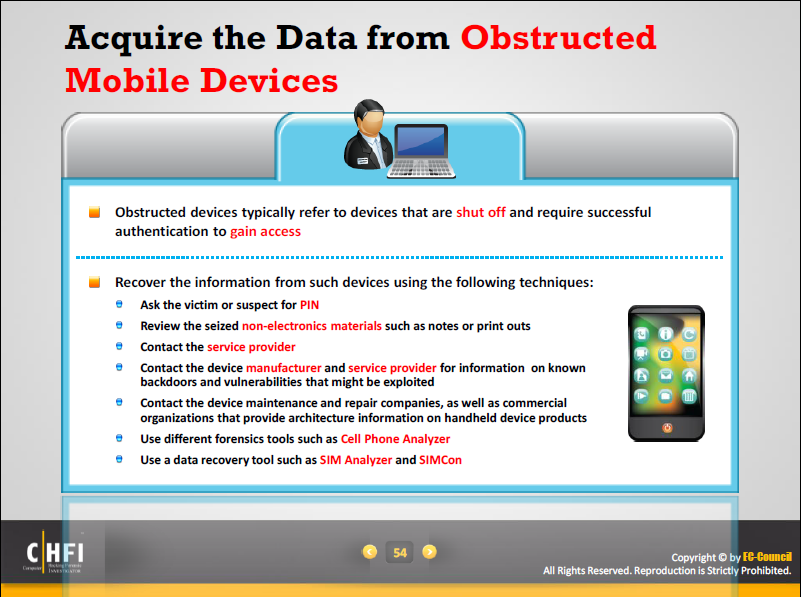 Acquire the Data from Obstructed
Mobile Devices
Obstructed devices typically refer to devices that are shut off and require successful
authentication to gain access
Recover the information from such devices using the following techniques:
Ask the victim or suspect for PIN
Review the seized non-electronics materials such as notes or print outs
Contact the service provider
Contact the device manufacturer and service provider for information on known
backdoors and vulnerabilities that might be exploited
Contact the device maintenance and repair companies, as well as commercial
organizations that provide architecture information on handheld device products
Use different forensics tools such as Cell Phone Analyzer
Use a data recovery tool such as SIM Analyzer and SIMCon
CHFI
Computer Hacking Forensic
INVESTIGATOR
54
Copyright © by EC-Council
All Rights Reserved. Reproduction is Strictly Prohibited.